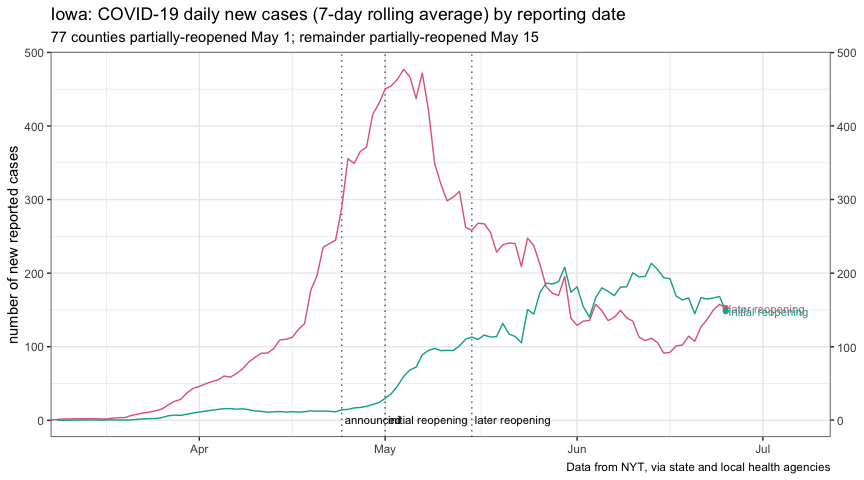 Iowa: COVID-19 daily new cases (7-day rolling average) by reporting date
77 counties partially-reopened May 1; remainder partially-reopened May 15
500 500
400 400
300 300
200 200
100 100
0 0
number of new reported cases
later reopening
initial reopening
announced initial reopening later reopening
Apr May Jun Jul
Data from NYT, via state and local health agencies